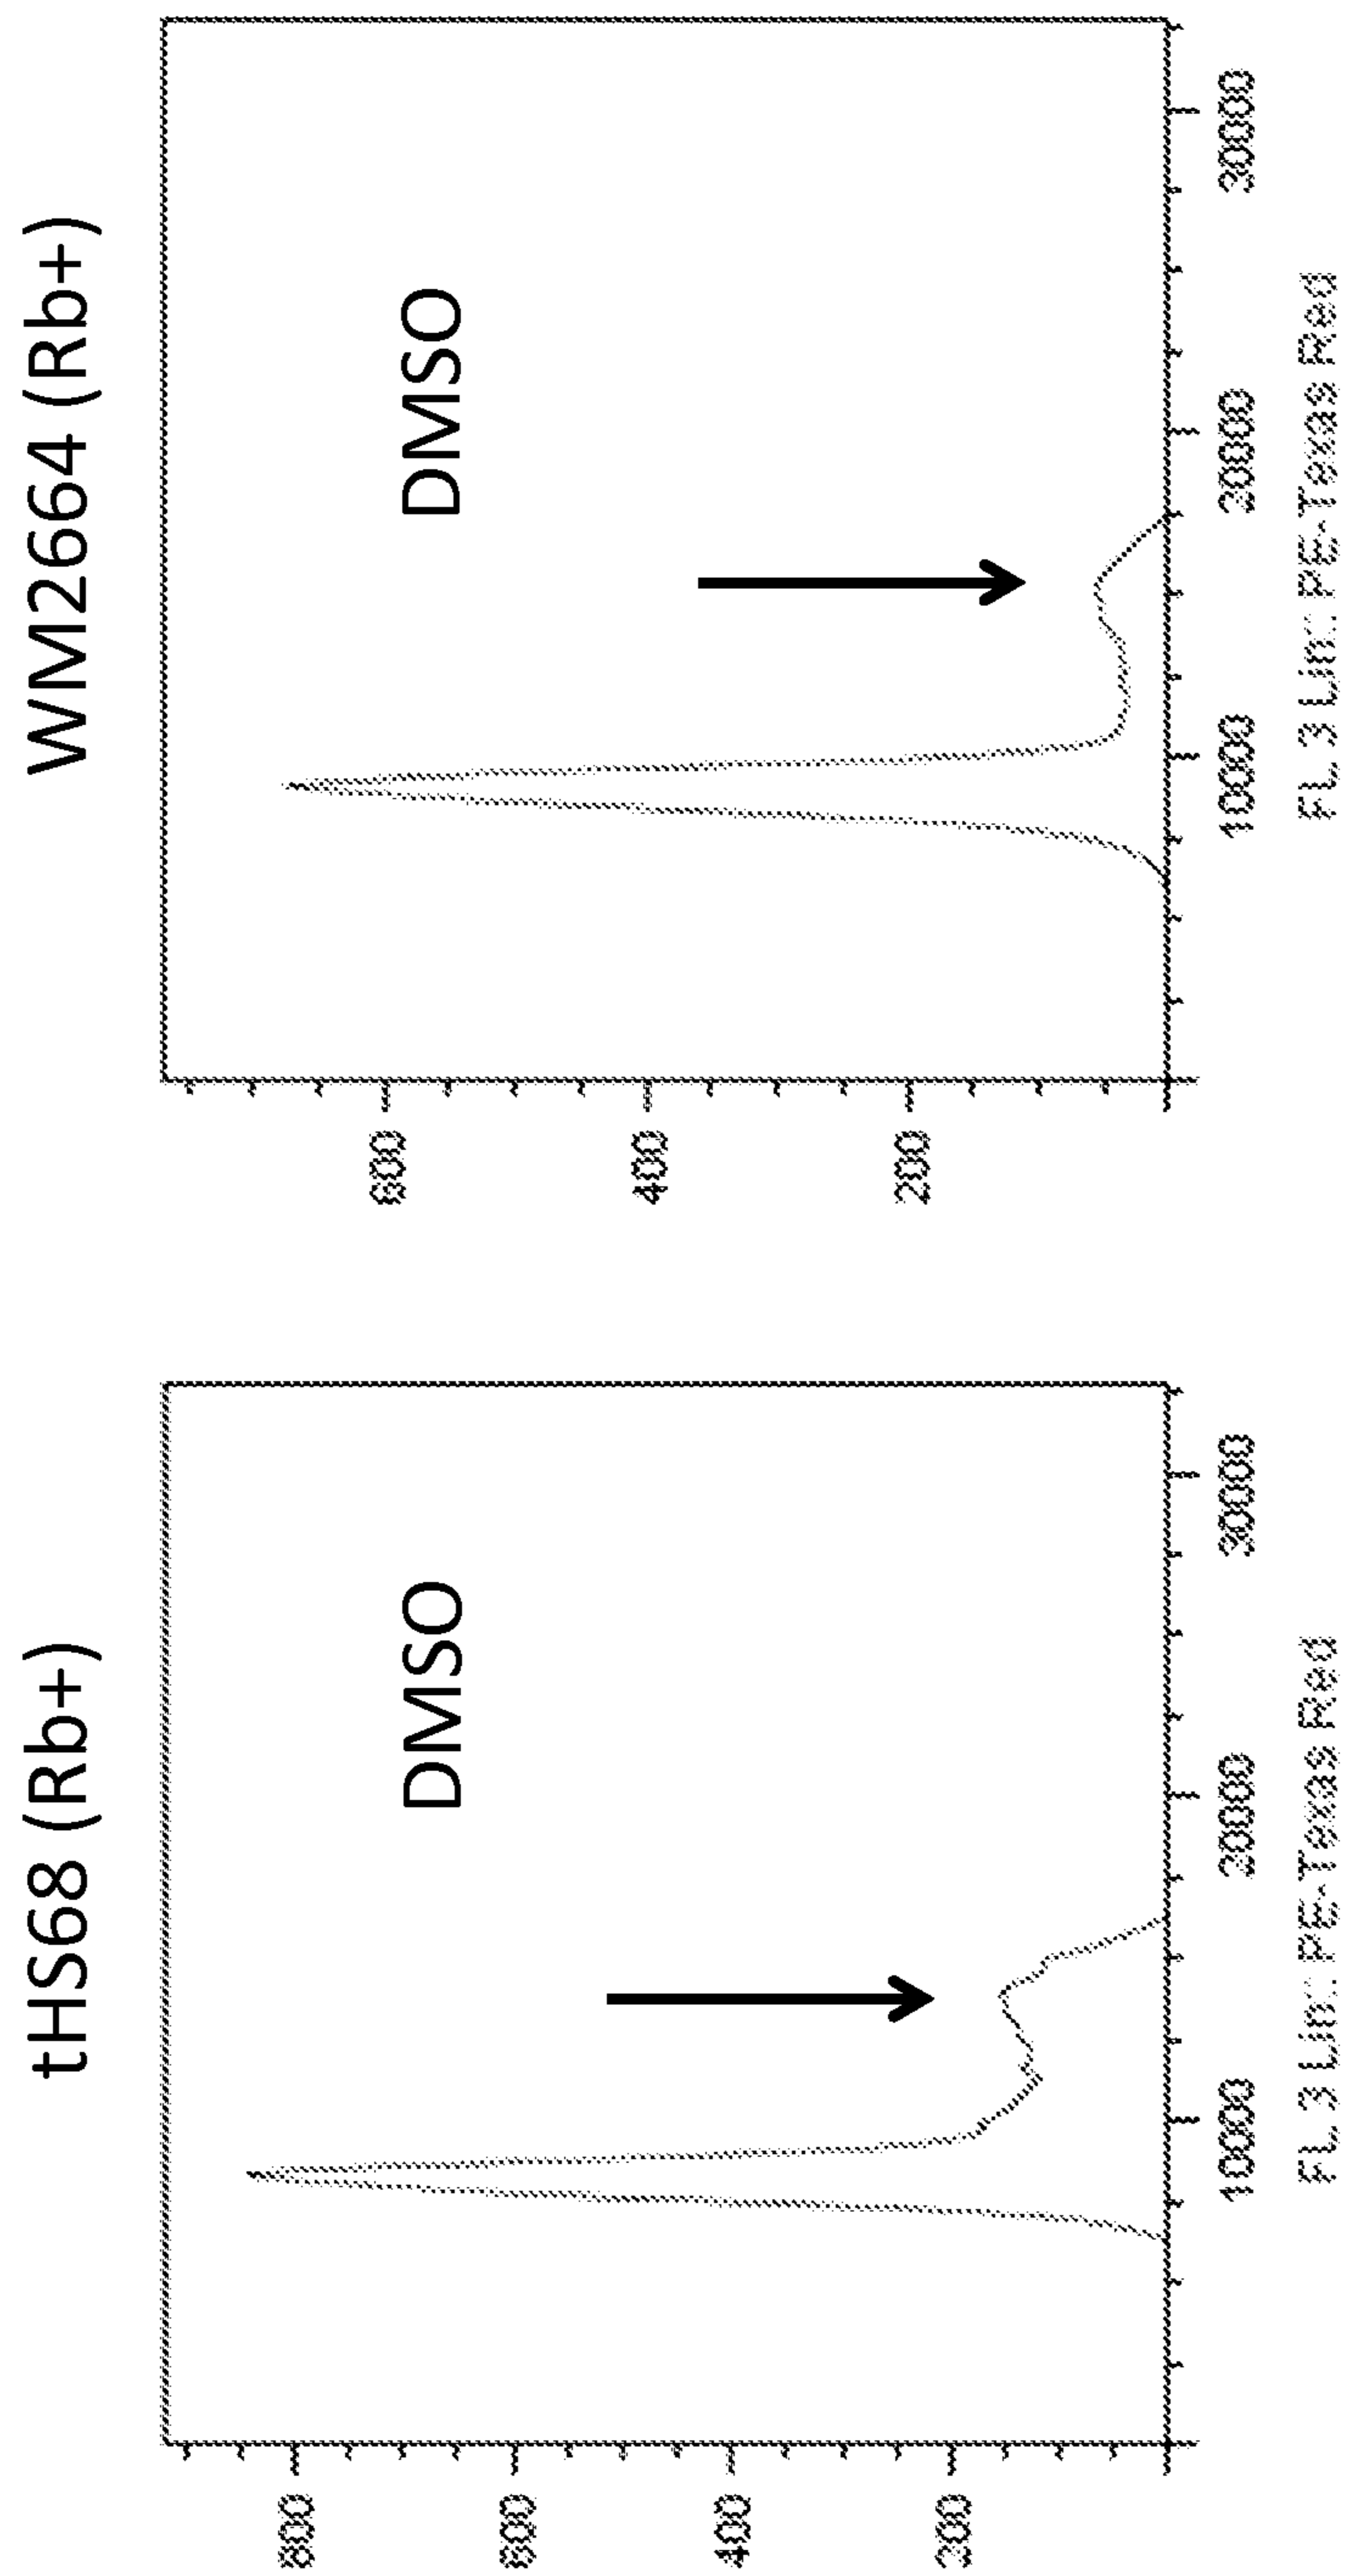 tHS68 (Rb+)
DMSO
800
600
400
200
10000
20000
30000
FL 3 Lin: PE-Texas Red
WM2664 (Rb+)
DMSO
600
400
200
10000
20000
30000
FL 3 Lin: PE-Texas Red